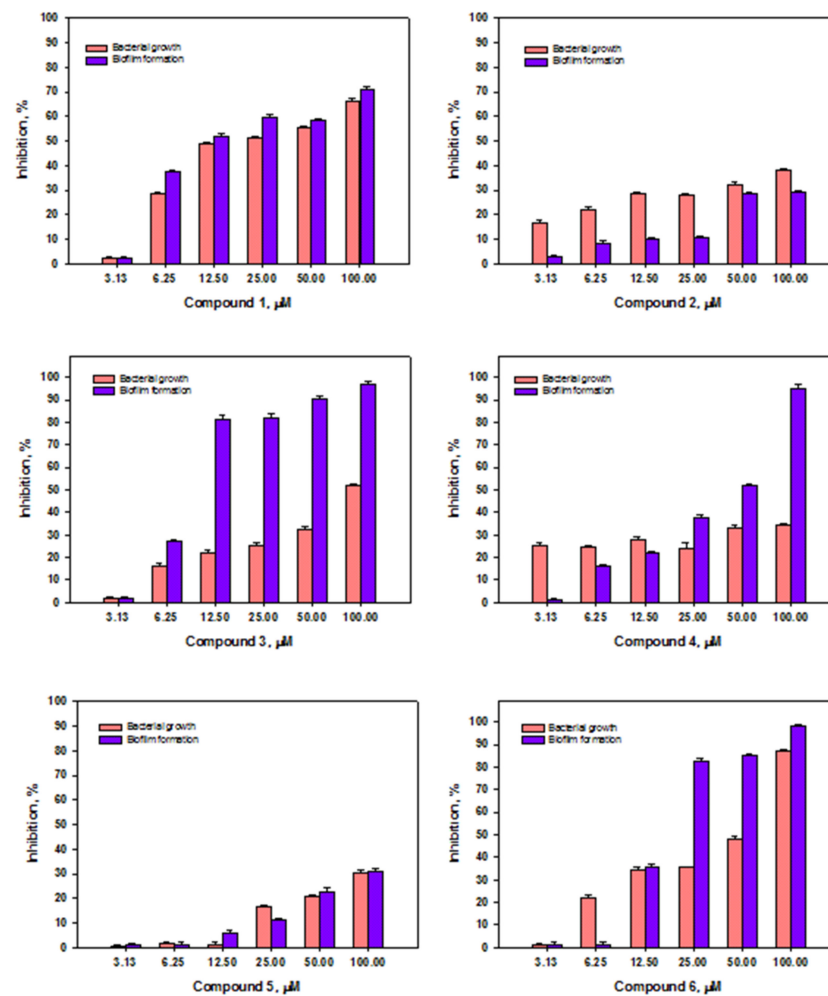 100
90
80
70
60
50
40
30
20
10
0
Inhibition, %
Bacterial growth
Biofilm formation
3.13 6.25 12.50 25.00 50.00 100.00
Compound 1, µM
100
90
80
70
60
50
40
30
20
10
0
Inhibition, %
Bacterial growth
Biofilm formation
3.13 6.25 12.50 25.00 50.00 100.00
Compound 2, µM
100
90
80
70
60
50
40
30
20
10
0
Inhibition, %
Bacterial growth
Biofilm formation
3.13 6.25 12.50 25.00 50.00 100.00
Compound 3, µM
100
90
80
70
60
50
40
30
20
10
0
Inhibition, %
Bacterial growth
Biofilm formation
3.13 6.25 12.50 25.00 50.00 100.00
Compound 4, µM
100
90
80
70
60
50
40
30
20
10
0
Inhibition, %
Bacterial growth
Biofilm formation
3.13 6.25 12.50 25.00 50.00 100.00
Compound 5, µM
100
90
80
70
60
50
40
30
20
10
0
Inhibition, %
Bacterial growth
Biofilm formation
3.13 6.25 12.50 25.00 50.00 100.00
Compound 6, µM